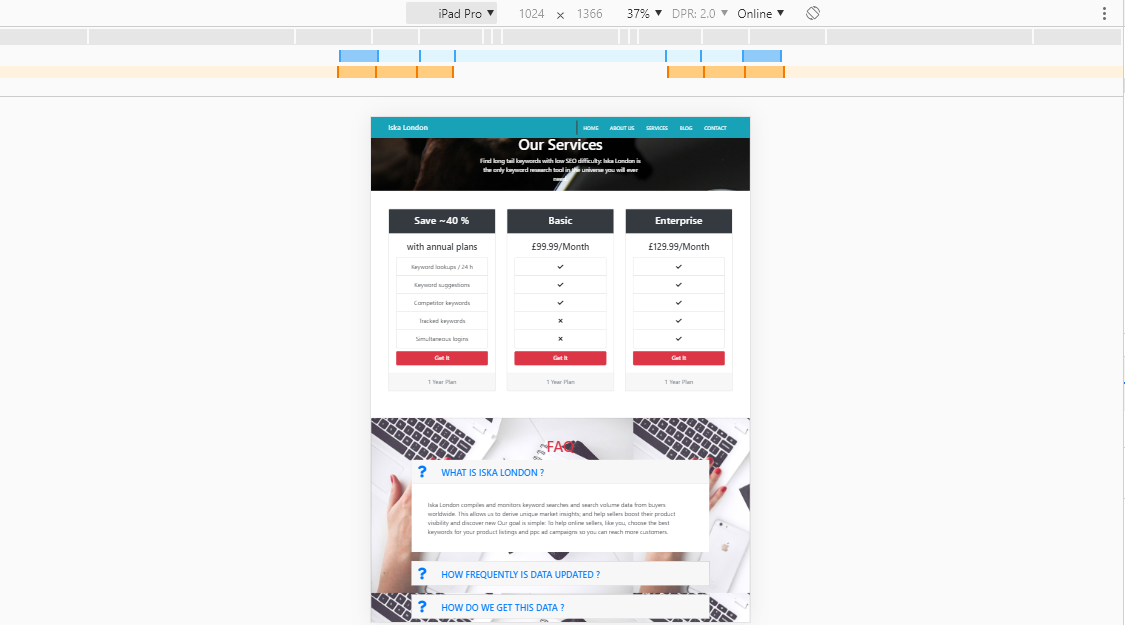 iPad Pro ▼ 1024 × 1366 37% ▼ DPR: 2.0 ▼ Online ▼
Iska London HOME ABOUT US SERVICES BLOG CONTACT
Our Services
Find long tail keywords with low SEO difficulty: Iska London is
the only keyword research tool in the universe you will ever
Save ~40 % Basic Enterprise
with annual plans £99.99/Month £129.99/Month
Keyword lookups / 24 h ✓ ✓
Keyword suggestions ✓ ✓
Competitor keywords ✓ ✓
Tracked keywords × ✓
Simultaneous logins × ✓
Get It Get It Get It
1 Year Plan 1 Year Plan 1 Year Plan
FAQ
? WHAT IS ISKA LONDON ?
Iska London compiles and monitors keyword searches and search volume data from buyers
worldwide. This allows us to derive unique market insights; and help sellers boost their product
visibility and discover new Our goal is simple: To help online sellers, like you, choose the best
keywords for your product listings and ppc ad campaigns so you can reach more customers.
? HOW FREQUENTLY IS DATA UPDATED ?
? HOW DO WE GET THIS DATA ?